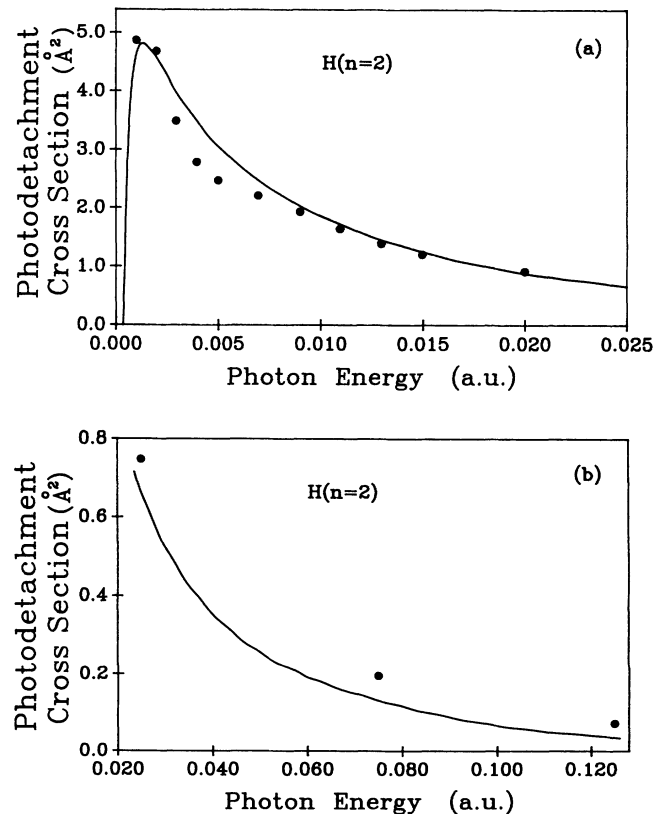 Photodetachment
Cross Section (Å²)
(a)
H(n=2)
5.0
4.0
3.0
2.0
1.0
0.0
0.000 0.005 0.010 0.015 0.020 0.025
Photon Energy (a.u.)
Photodetachment
Cross Section (Å²)
(b)
H(n=2)
0.8
0.6
0.4
0.2
0.0
0.020 0.040 0.060 0.080 0.100 0.120
Photon Energy (a.u.)